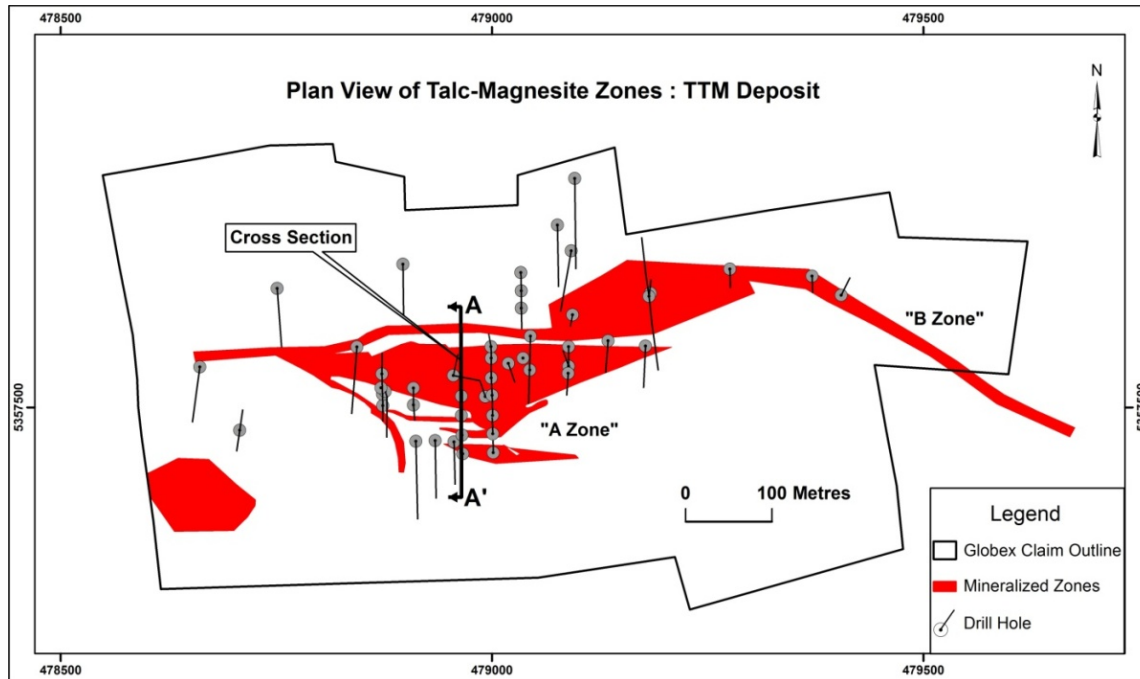 478500
479000
479500
Plan View of Talc-Magnesite Zones : TTM Deposit
N
Cross Section
A
"B Zone"
5357500
5357500
"A Zone"
A'
0 100 Metres
Legend
Globex Claim Outline
Mineralized Zones
Drill Hole
478500
479000
479500